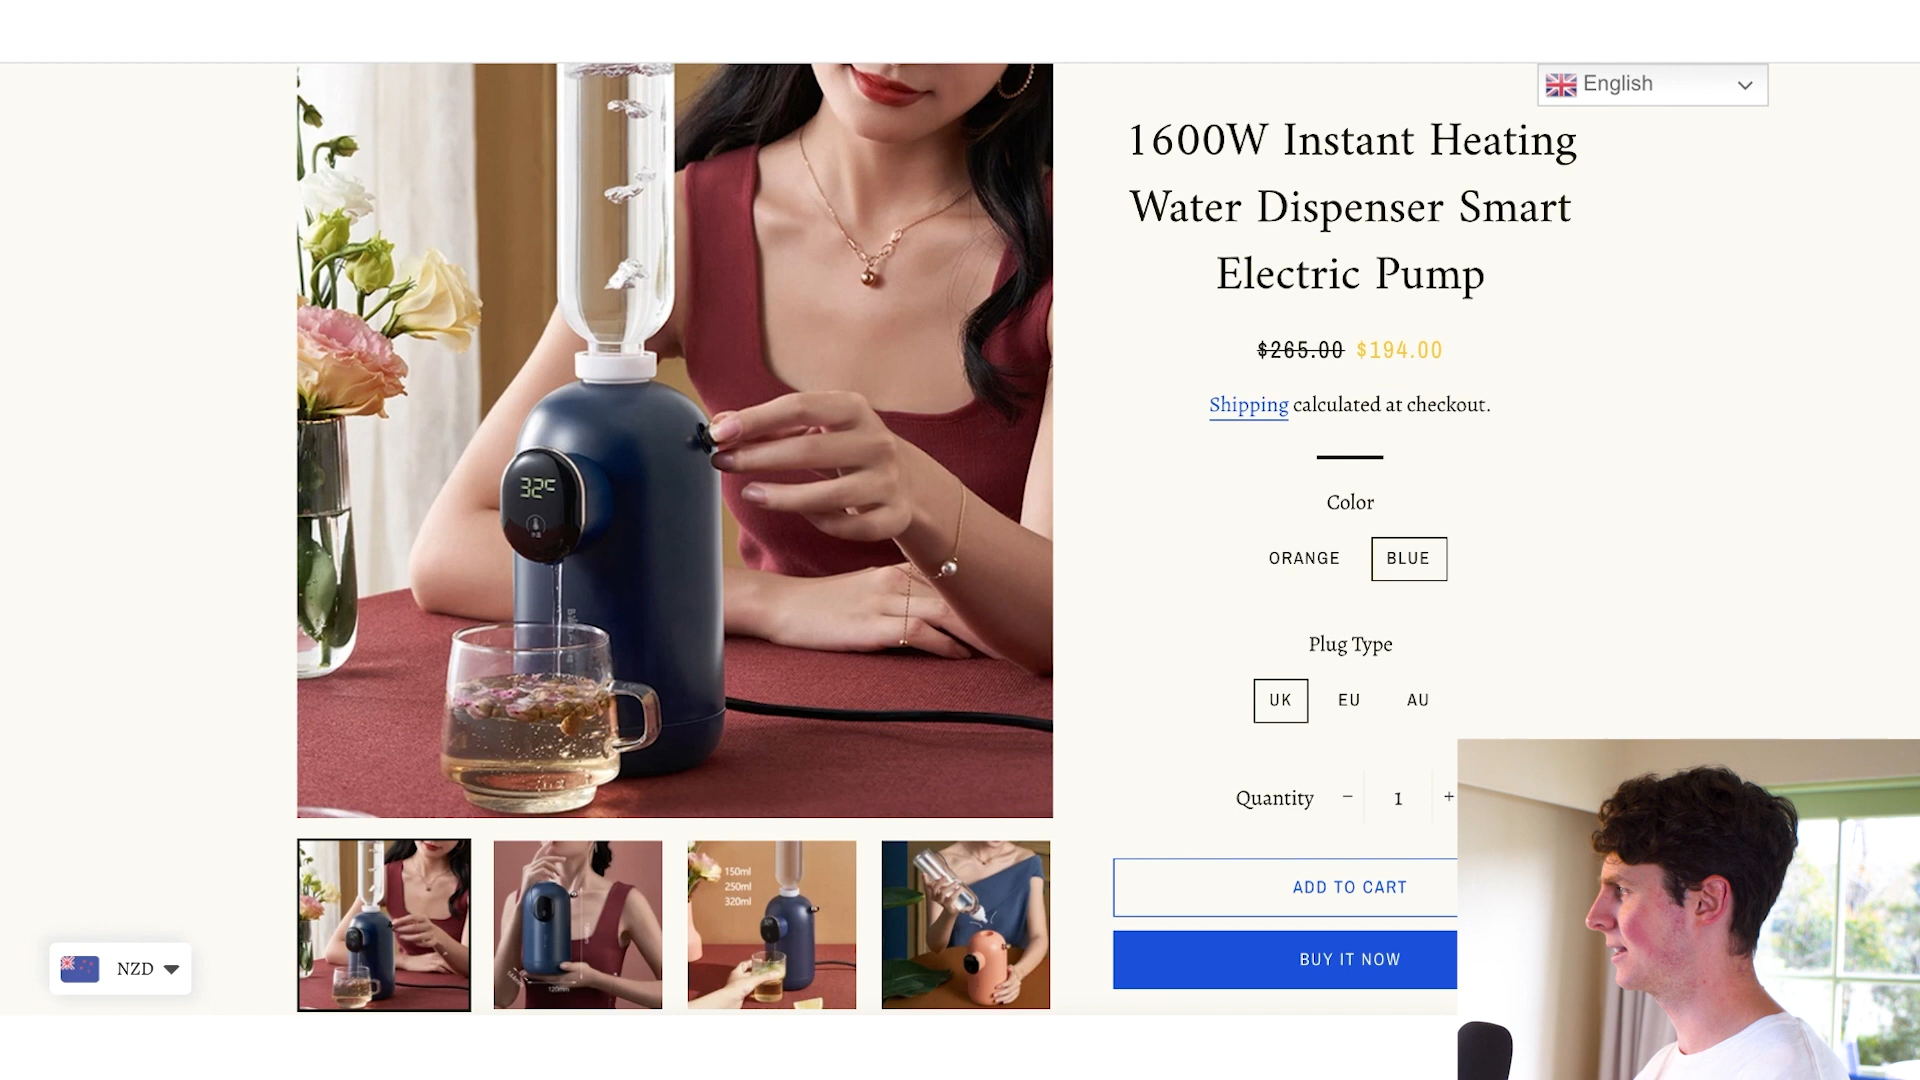 English
1600W Instant Heating
Water Dispenser Smart
Electric Pump
$265.00 $194.00
Shipping calculated at checkout.
Color
ORANGE BLUE
Plug Type
UK EU AU
Quantity − 1 +
ADD TO CART
BUY IT NOW
32°C
150ml
250ml
320ml
120mm
NZD